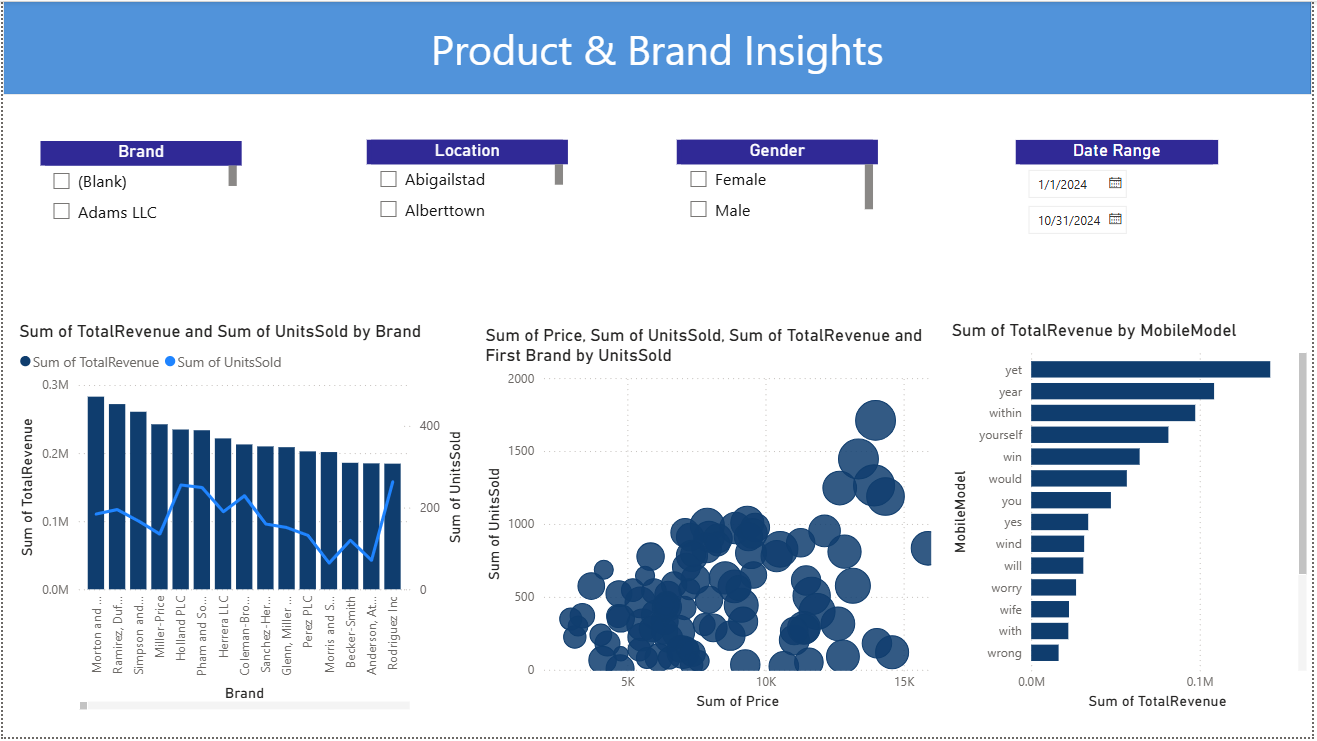 Product & Brand Insights
Brand
(Blank)
Adams LLC
Location
Abigailstad
Alberttown
Gender
Female
Male
Date Range
1/1/2024
10/31/2024
Sum of TotalRevenue and Sum of UnitsSold by Brand
Sum of TotalRevenue Sum of UnitsSold
Sum of TotalRevenue
0.3M
0.2M
0.1M
0.0M
400
200
0
Sum of UnitsSold
Morton and ...
Ramirez, Duf...
Simpson and...
Miller-Price
Holland PLC
Pham and So...
Herrera LLC
Coleman-Bro...
Sanchez-Her...
Glenn, Miller ...
Perez PLC
Morris and S...
Becker-Smith
Anderson, At...
Rodriguez Inc
Brand
Sum of Price, Sum of UnitsSold, Sum of TotalRevenue and
First Brand by UnitsSold
Sum of UnitsSold
2000
1500
1000
500
0
5K 10K 15K
Sum of Price
Sum of TotalRevenue by MobileModel
MobileModel
yet
year
within
yourself
win
would
you
yes
wind
will
worry
wife
with
wrong
0.0M 0.1M
Sum of TotalRevenue